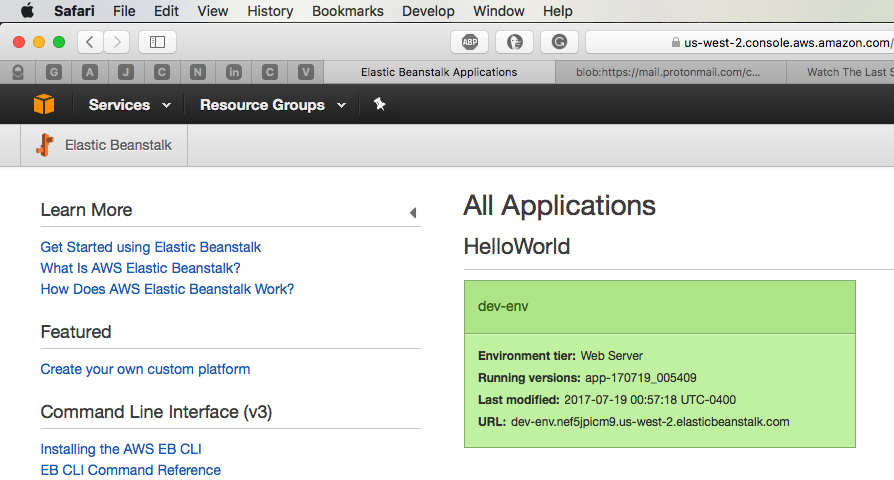 Safari File Edit View History Bookmarks Develop Window Help
ABP G us-west-2.console.aws.amazon.com/
G A J C N in C V Elastic Beanstalk Applications blob:https://mail.protonmail.com/c... Watch The Last S
Services Resource Groups
Elastic Beanstalk
Learn More
Get Started using Elastic Beanstalk
What Is AWS Elastic Beanstalk?
How Does AWS Elastic Beanstalk Work?
Featured
Create your own custom platform
Command Line Interface (v3)
Installing the AWS EB CLI
EB CLI Command Reference
All Applications
HelloWorld
dev-env
Environment tier: Web Server
Running versions: app-170719_005409
Last modified: 2017-07-19 00:57:18 UTC-0400
URL: dev-env.nef5jpicm9.us-west-2.elasticbeanstalk.com